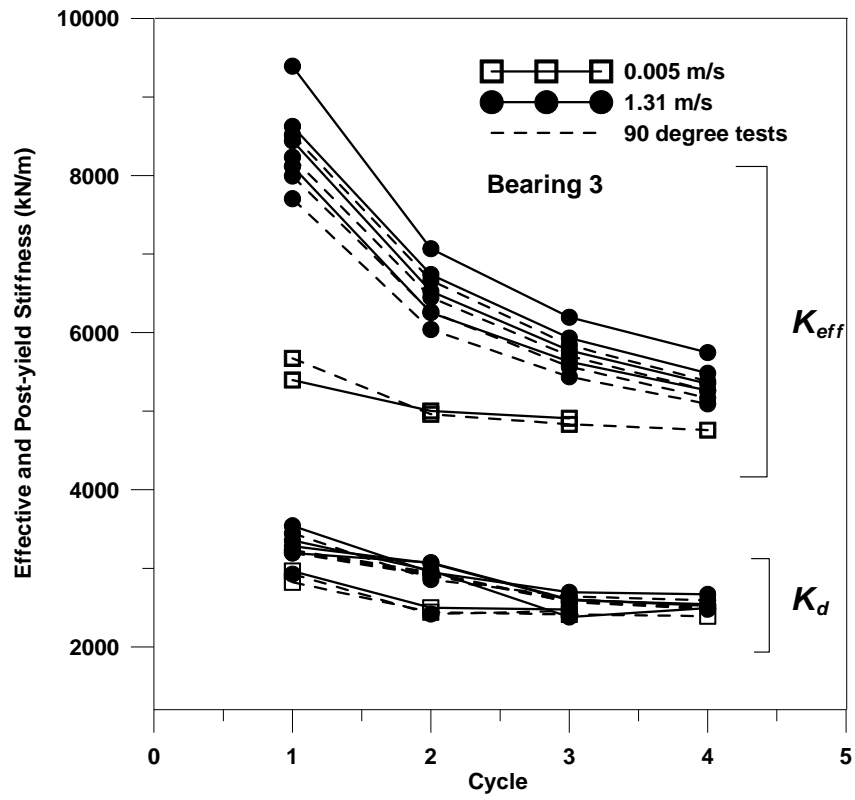 10000
8000
6000
4000
2000
Effective and Post-yield Stiffness (kN/m)
0.005 m/s
1.31 m/s
90 degree tests
Bearing 3
Keff
Kd
0 1 2 3 4 5
Cycle